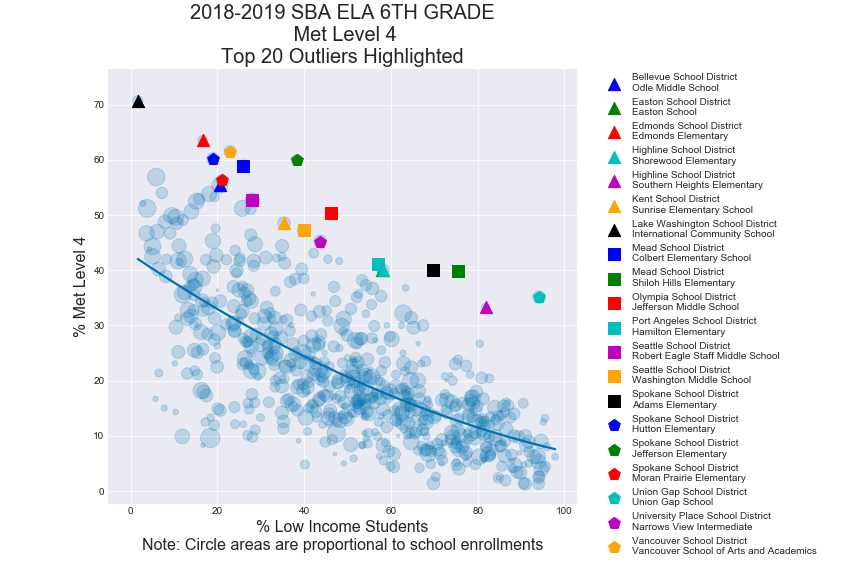 2018-2019 SBA ELA 6TH GRADE
Met Level 4
Top 20 Outliers Highlighted
% Met Level 4
70
60
50
40
30
20
10
0
0 20 40 60 80 100
% Low Income Students
Note: Circle areas are proportional to school enrollments
Bellevue School District
Odle Middle School
Easton School District
Easton School
Edmonds School District
Edmonds Elementary
Highline School District
Shorewood Elementary
Highline School District
Southern Heights Elementary
Kent School District
Sunrise Elementary School
Lake Washington School District
International Community School
Mead School District
Colbert Elementary School
Mead School District
Shiloh Hills Elementary
Olympia School District
Jefferson Middle School
Port Angeles School District
Hamilton Elementary
Seattle School District
Robert Eagle Staff Middle School
Seattle School District
Washington Middle School
Spokane School District
Adams Elementary
Spokane School District
Hutton Elementary
Spokane School District
Jefferson Elementary
Spokane School District
Moran Prairie Elementary
Union Gap School District
Union Gap School
University Place School District
Narrows View Intermediate
Vancouver School District
Vancouver School of Arts and Academics